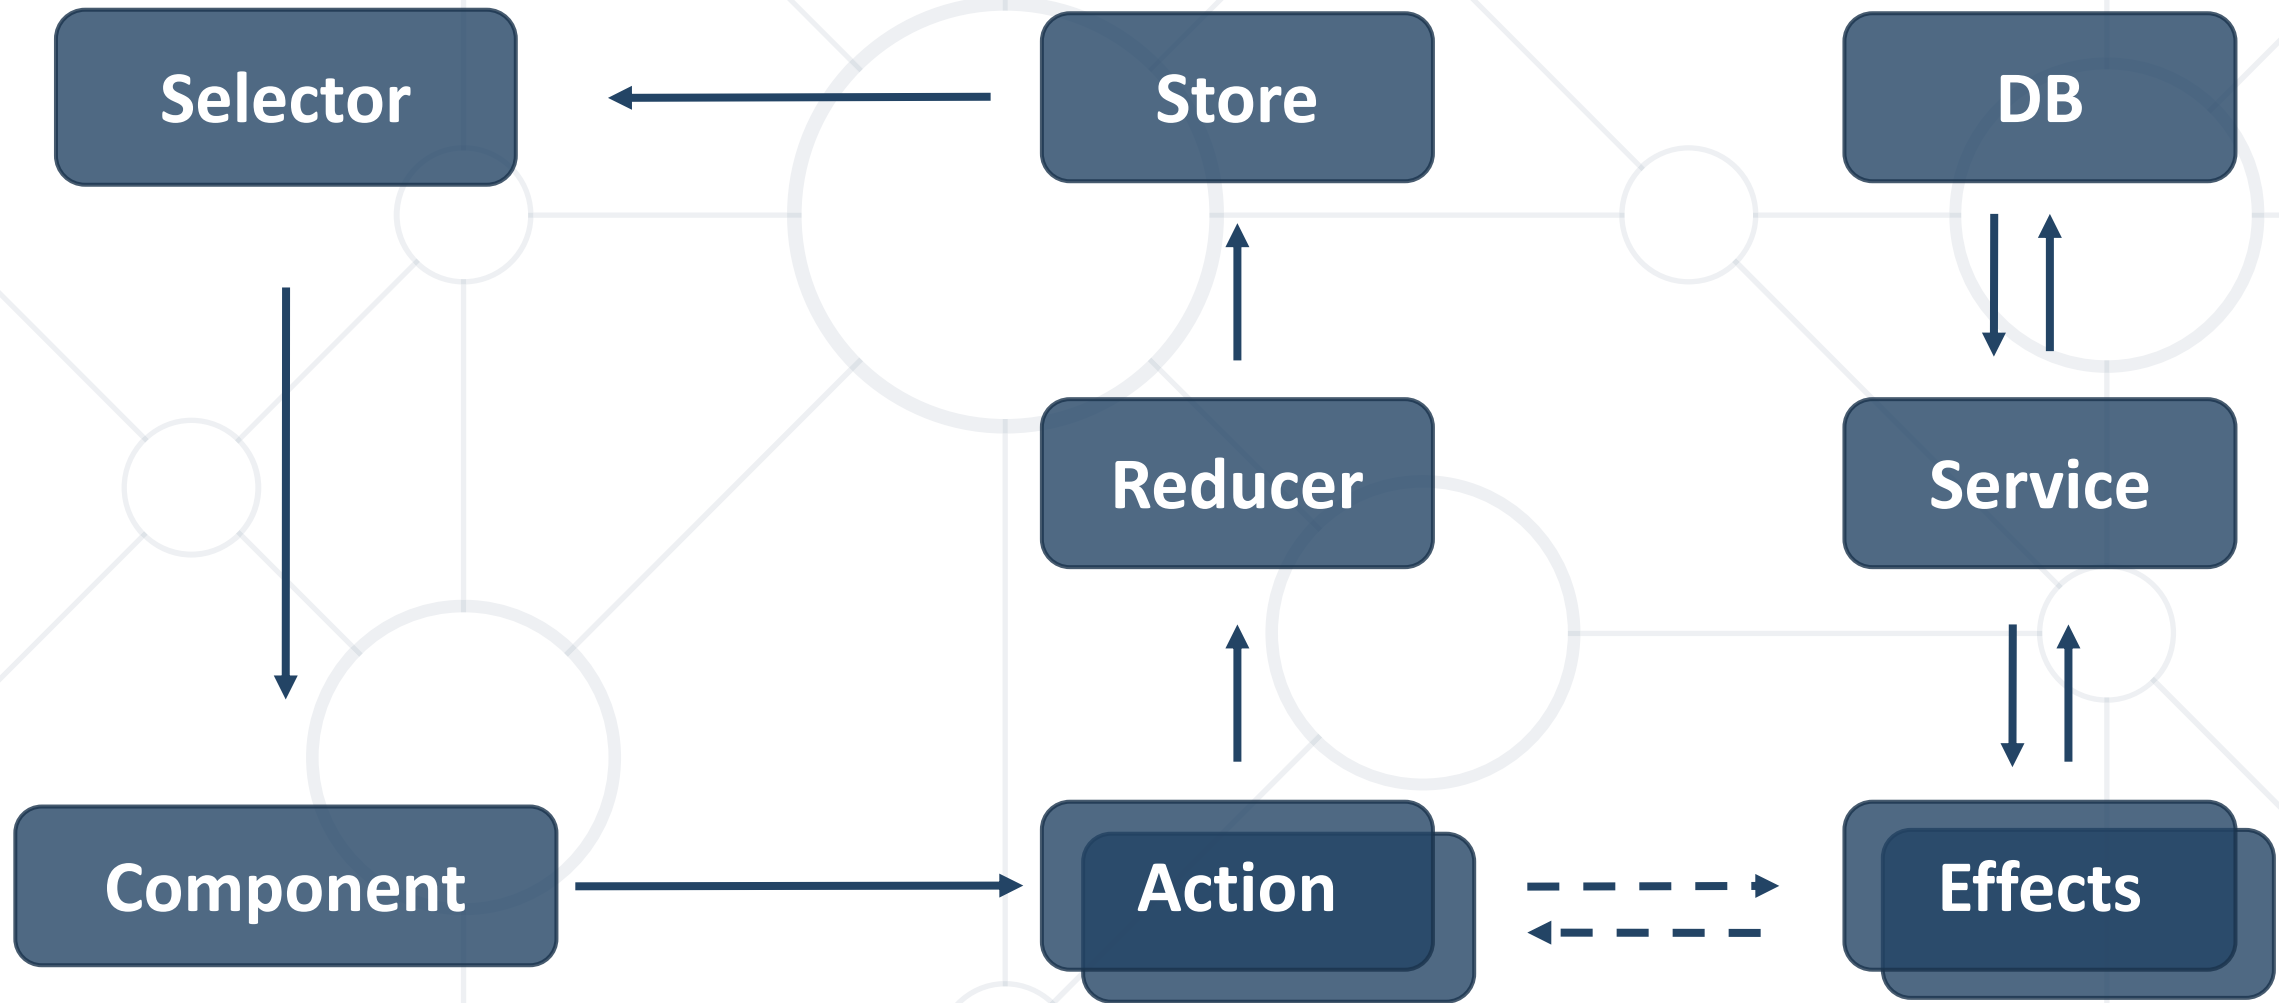 Selector
Store
DB
Reducer
Service
Component
Action
Effects